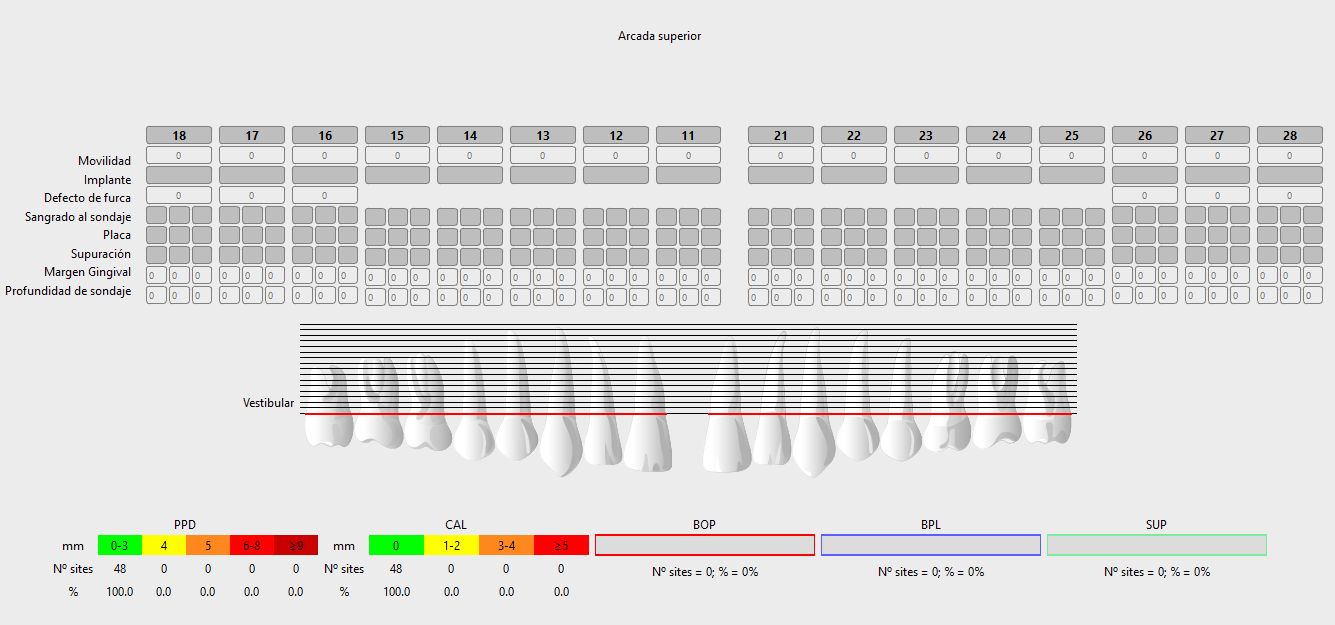 Arcada superior
18 17 16 15 14 13 12 11 21 22 23 24 25 26 27 28
Movilidad 0 0 0 0 0 0 0 0 0 0 0 0 0 0 0 0
Implante
Defecto de furca 0 0 0 0 0 0
Sangrado al sondaje
Placa
Supuración
Margen Gingival 0 0 0 0 0 0 0 0 0 0 0 0 0 0 0 0 0 0 0 0 0 0 0 0 0 0 0 0 0 0 0 0 0 0 0 0 0 0 0 0 0 0 0 0 0 0 0 0
Profundidad de sondaje 0 0 0 0 0 0 0 0 0 0 0 0 0 0 0 0 0 0 0 0 0 0 0 0 0 0 0 0 0 0 0 0 0 0 0 0 0 0 0 0 0 0 0 0 0 0 0 0
Vestibular
PPD CAL BOP BPL SUP
mm 0-3 4 5 6-8 ≥9 mm 0 1-2 3-4 ≥5
Nº sites 48 0 0 0 0 Nº sites 48 0 0 0 Nº sites = 0; % = 0% Nº sites = 0; % = 0% Nº sites = 0; % = 0%
% 100.0 0.0 0.0 0.0 0.0 % 100.0 0.0 0.0 0.0